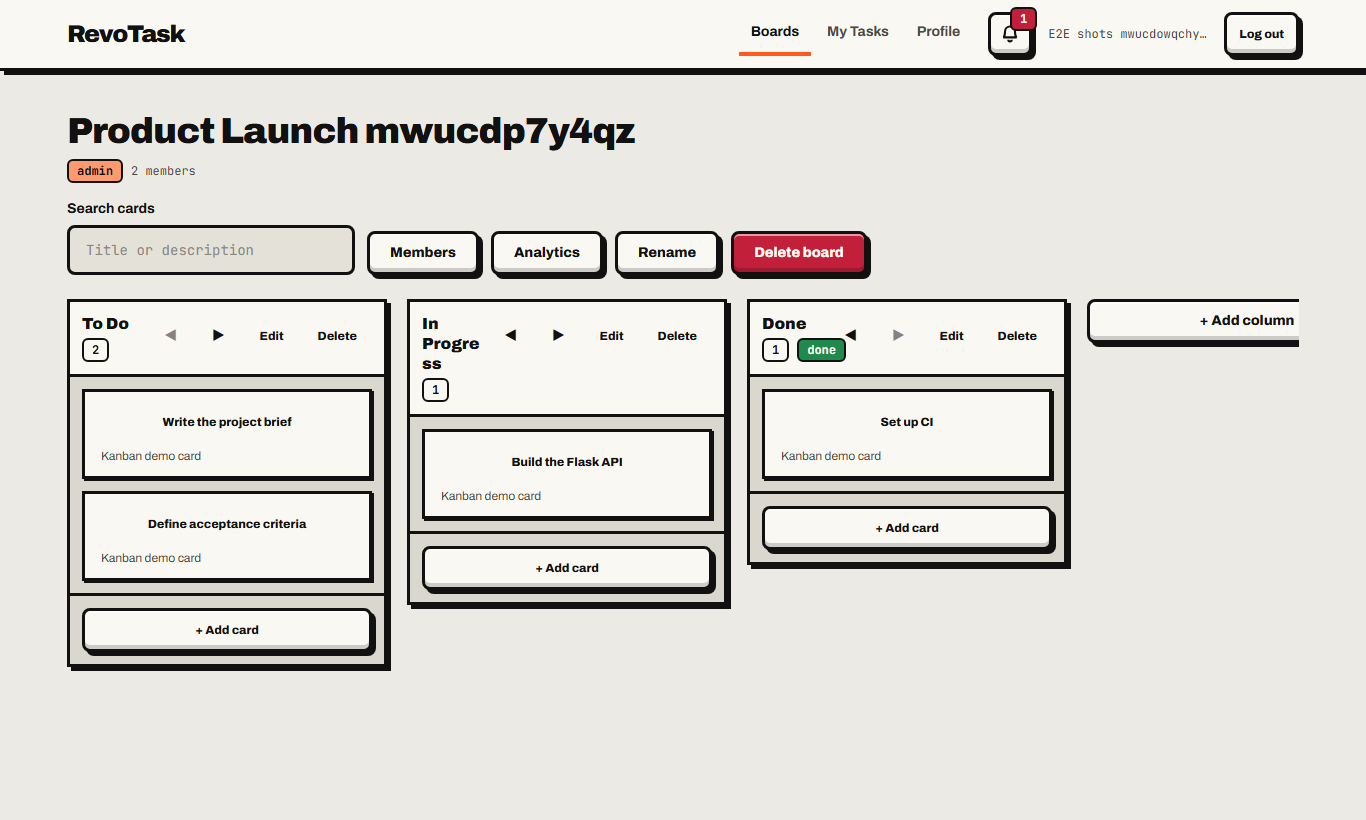 RevoTask
Boards
My Tasks
Profile
1
E2E shots mwucdowqchy…
Log out
Product Launch mwucdp7y4qz
admin
2 members
Search cards
Title or description
Members
Analytics
Rename
Delete board
To Do
2
◀
▶
Edit
Delete
Write the project brief
Kanban demo card
Define acceptance criteria
Kanban demo card
+ Add card
In
Progre
ss
1
◀
▶
Edit
Delete
Build the Flask API
Kanban demo card
+ Add card
Done
1
done
◀
▶
Edit
Delete
Set up CI
Kanban demo card
+ Add card
+ Add column